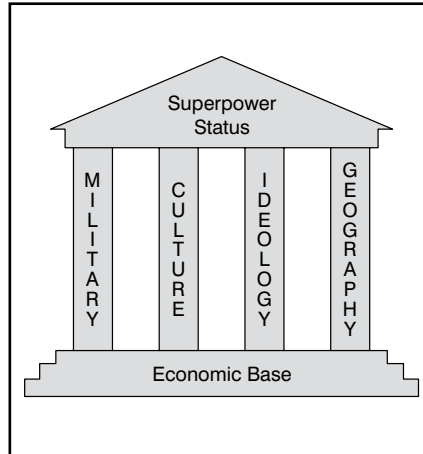 Superpower
Status
MILITARY
CULTURE
IDEOLOGY
GEOGRAPHY
Economic Base